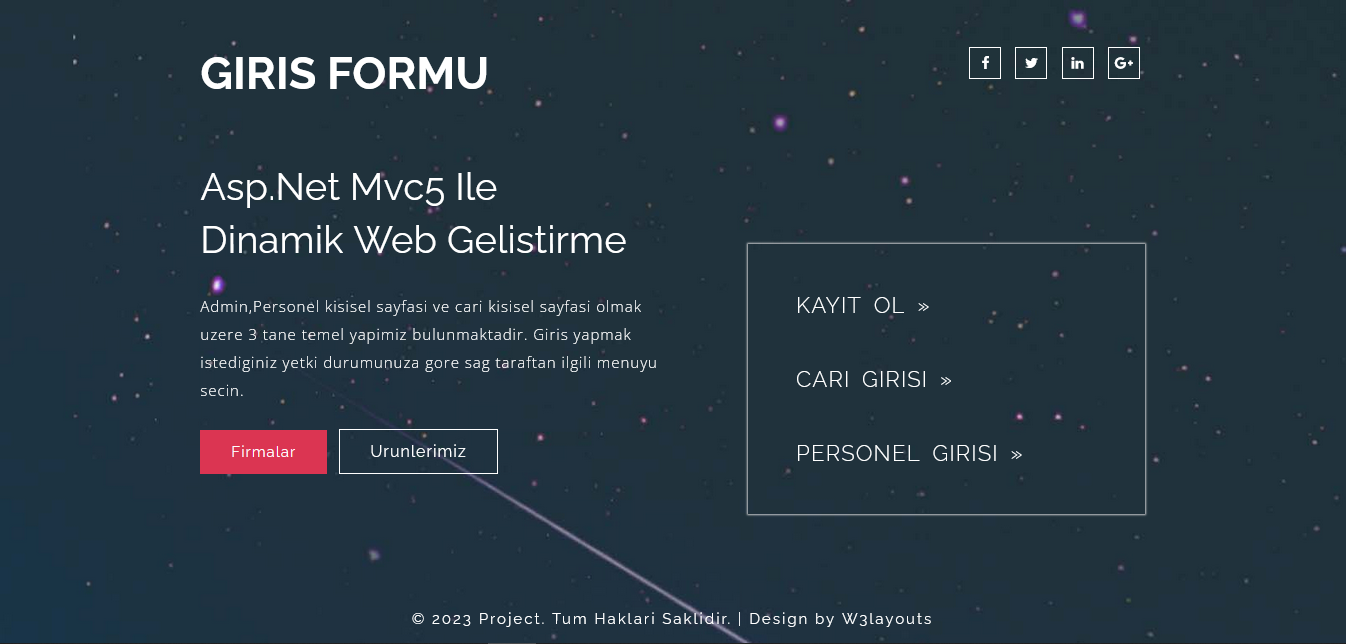 GIRIS FORMU
Asp.Net Mvc5 Ile
Dinamik Web Gelistirme
Admin,Personel kisisel sayfasi ve cari kisisel sayfasi olmak
uzere 3 tane temel yapimiz bulunmaktadir. Giris yapmak
istediginiz yetki durumunuza gore sag taraftan ilgili menuyu
secin.
Firmalar
Urunlerimiz
KAYIT OL »
CARI GIRISI »
PERSONEL GIRISI »
© 2023 Project. Tum Haklari Saklidir. | Design by W3layouts